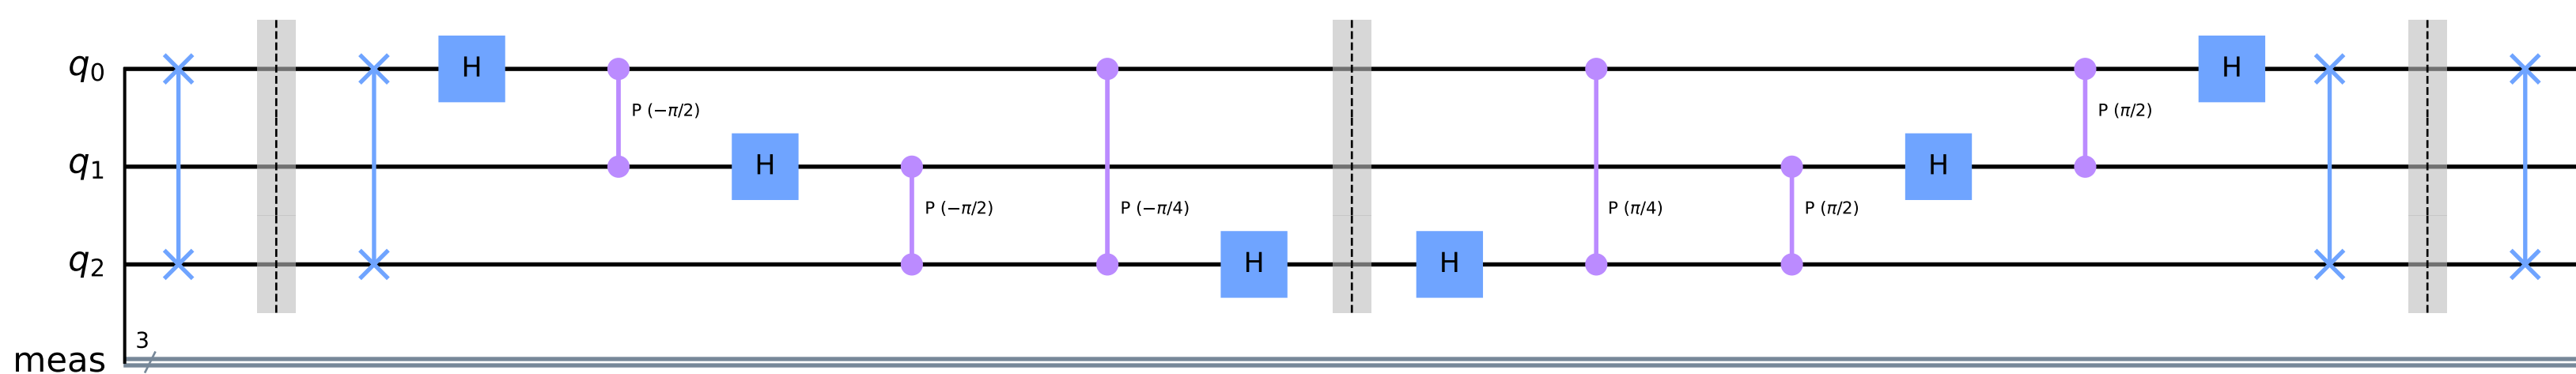 q0 H H
P (−π/2) P (π/2)
q1 H H
P (−π/2) P (−π/4) P (π/4) P (π/2)
q2 H H
3
meas